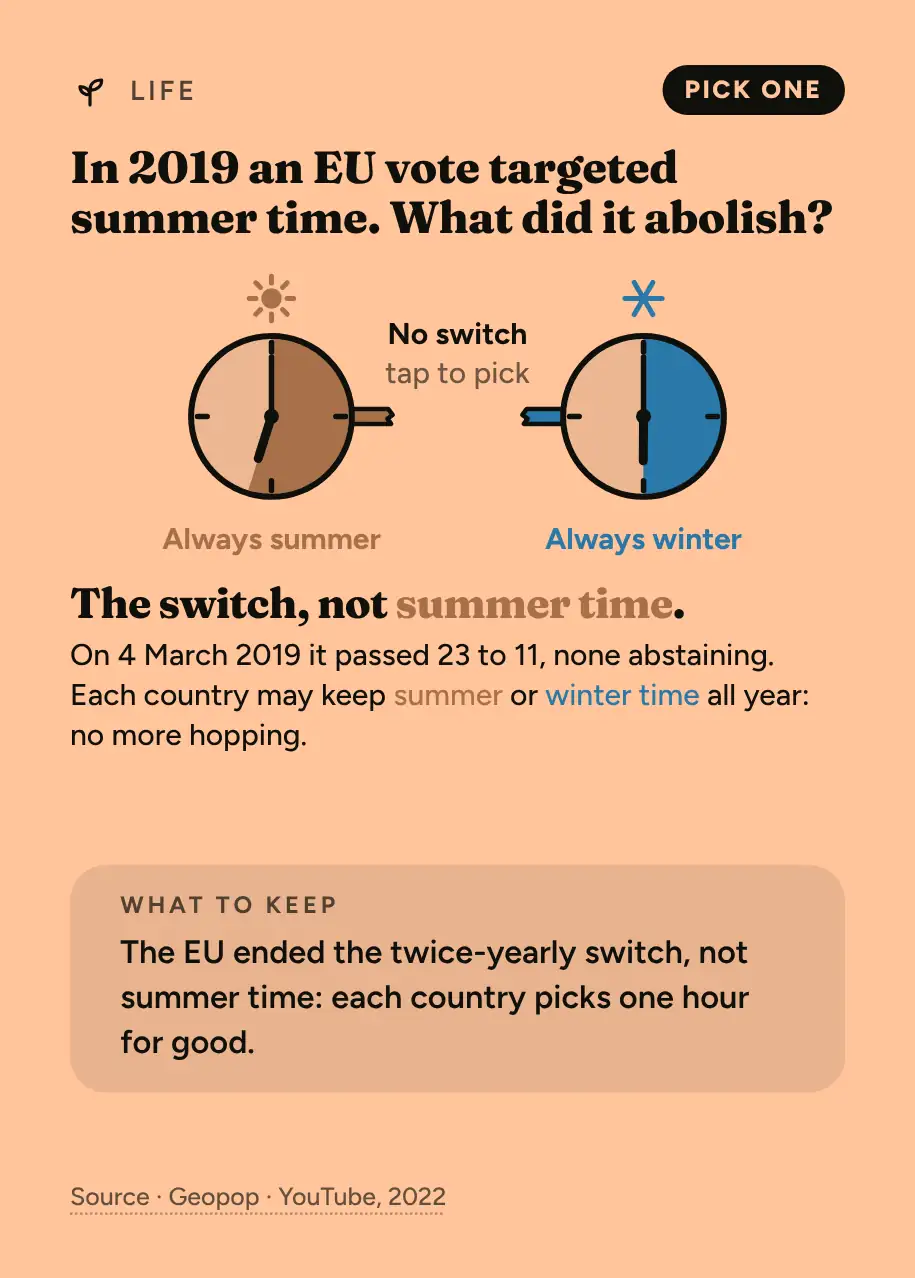 LIFE
PICK ONE
In 2019 an EU vote targeted
summer time. What did it abolish?
No switch
tap to pick
Always summer
Always winter
The switch, not summer time.
On 4 March 2019 it passed 23 to 11, none abstaining.
Each country may keep summer or winter time all year:
no more hopping.
WHAT TO KEEP
The EU ended the twice-yearly switch, not
summer time: each country picks one hour
for good.
Source · Geopop · YouTube, 2022